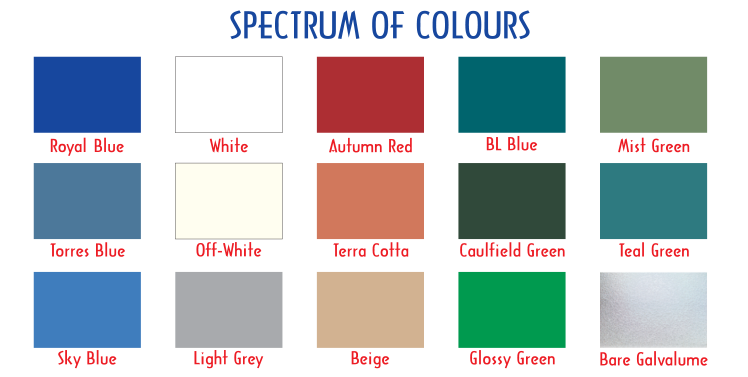 SPECTRUM OF COLOURS
Royal Blue
White
Autumn Red
BL Blue
Mist Green
Torres Blue
Off-White
Terra Cotta
Caulfield Green
Teal Green
Sky Blue
Light Grey
Beige
Glossy Green
Bare Galvalume